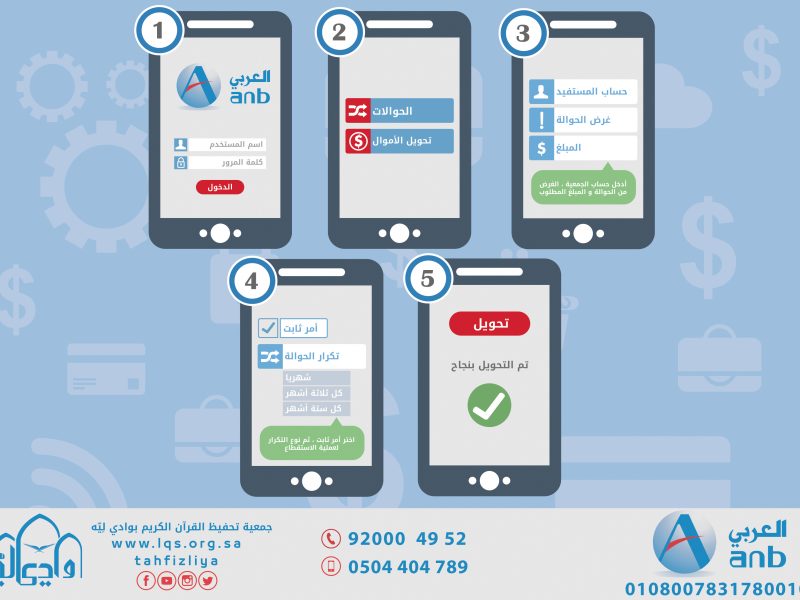 1
العربي
anb
اسم المستخدم
كلمة المرور
الدخول
2
الحوالات
تحويل الأموال
3
حساب المستفيد
غرض الحوالة
المبلغ
أدخل حساب الجمعية ، الغرض
من الحوالة و المبلغ المطلوب
4
أمر ثابت
تكرار الحوالة
شهريا
كل ثلاثة أشهر
كل ستة أشهر
اختر أمر ثابت ، ثم نوع التكرار
لعملية الاستقطاع
5
تحويل
تم التحويل بنجاح
جمعية تحفيظ القرآن الكريم بوادي ليّه
www.lqs.org.sa
tahfizliya
92000 49 52
0504 404 789
العربي
anb